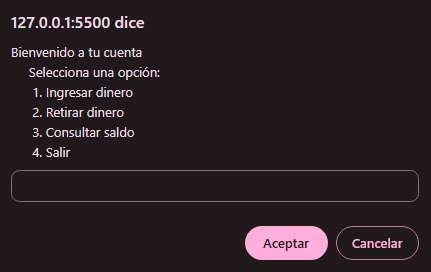 127.0.0.1:5500 dice
Bienvenido a tu cuenta
Selecciona una opción:
1. Ingresar dinero
2. Retirar dinero
3. Consultar saldo
4. Salir
Aceptar
Cancelar